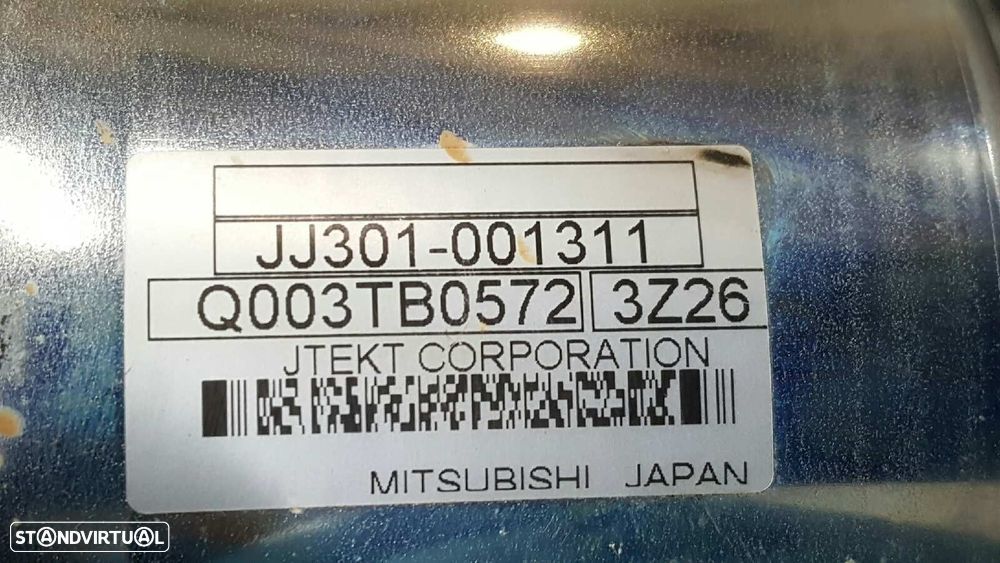 JJ301-001311
Q003TB0572 3Z26
JTEKT CORPORATION
MITSUBISHI JAPAN
STANDVIRTUAL